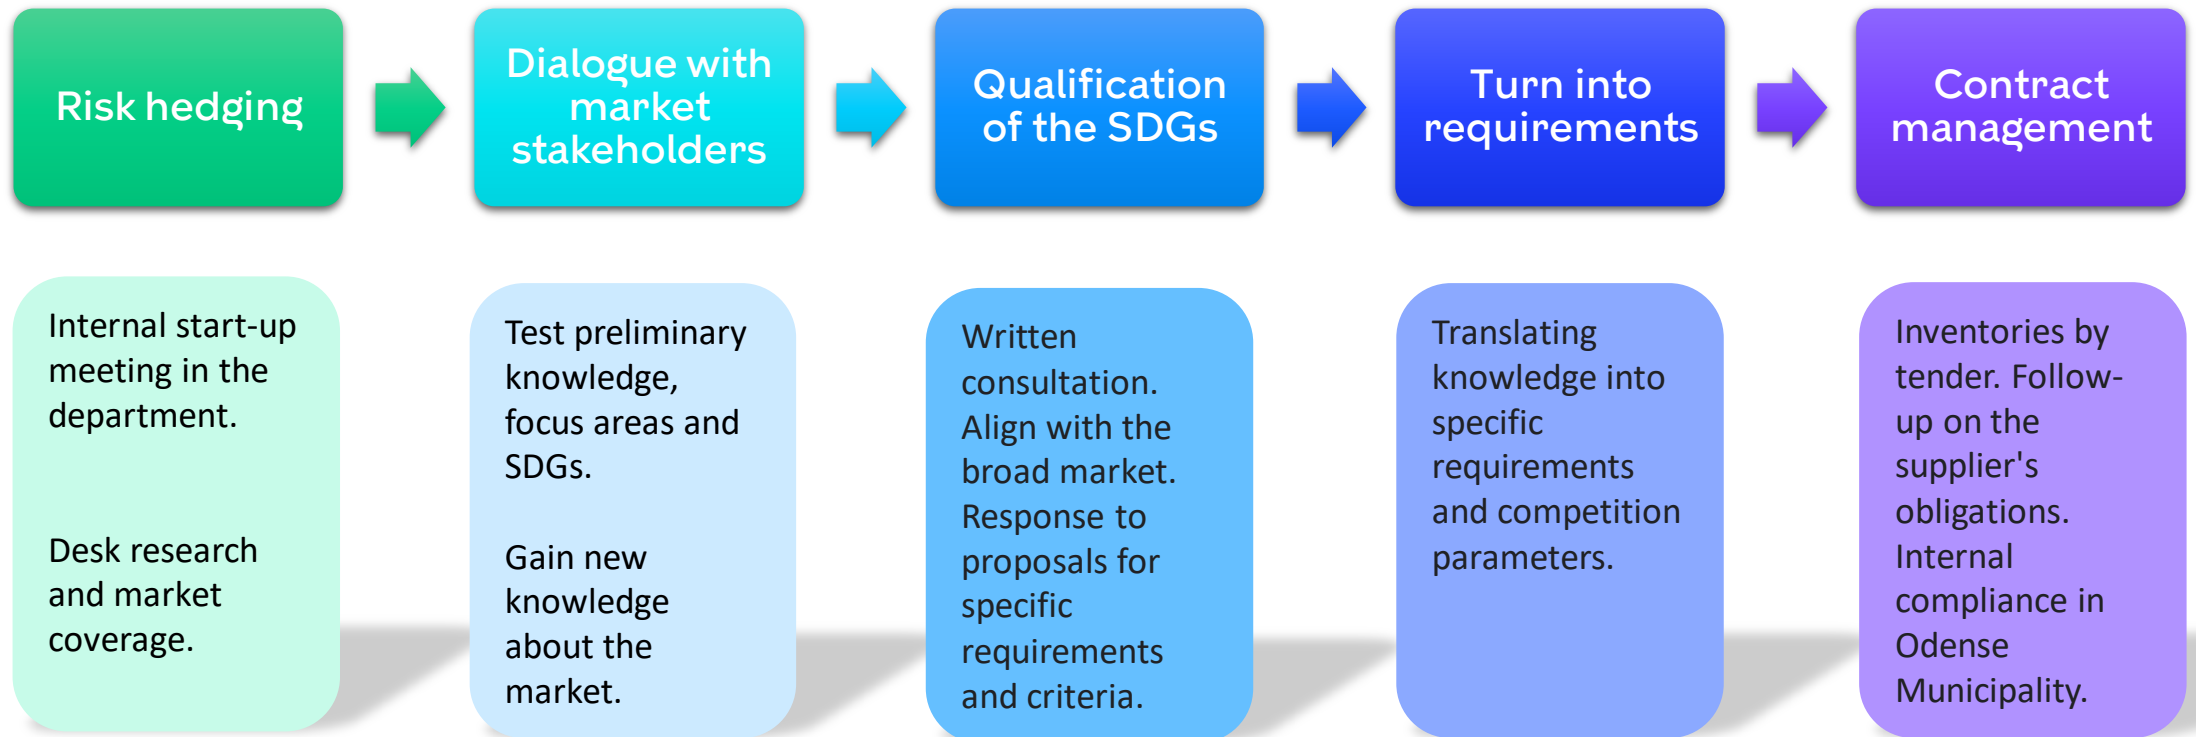 Risk hedging
Dialogue with
market
stakeholders
Qualification
of the SDGs
Turn into
requirements
Contract
management
Internal start-up
meeting in the
department.
Desk research
and market
coverage.
Test preliminary
knowledge,
focus areas and
SDGs.
Gain new
knowledge
about the
market.
Written
consultation.
Align with the
broad market.
Response to
proposals for
specific
requirements
and criteria.
Translating
knowledge into
specific
requirements
and competition
parameters.
Inventories by
tender. Follow-
up on the
supplier's
obligations.
Internal
compliance in
Odense
Municipality.